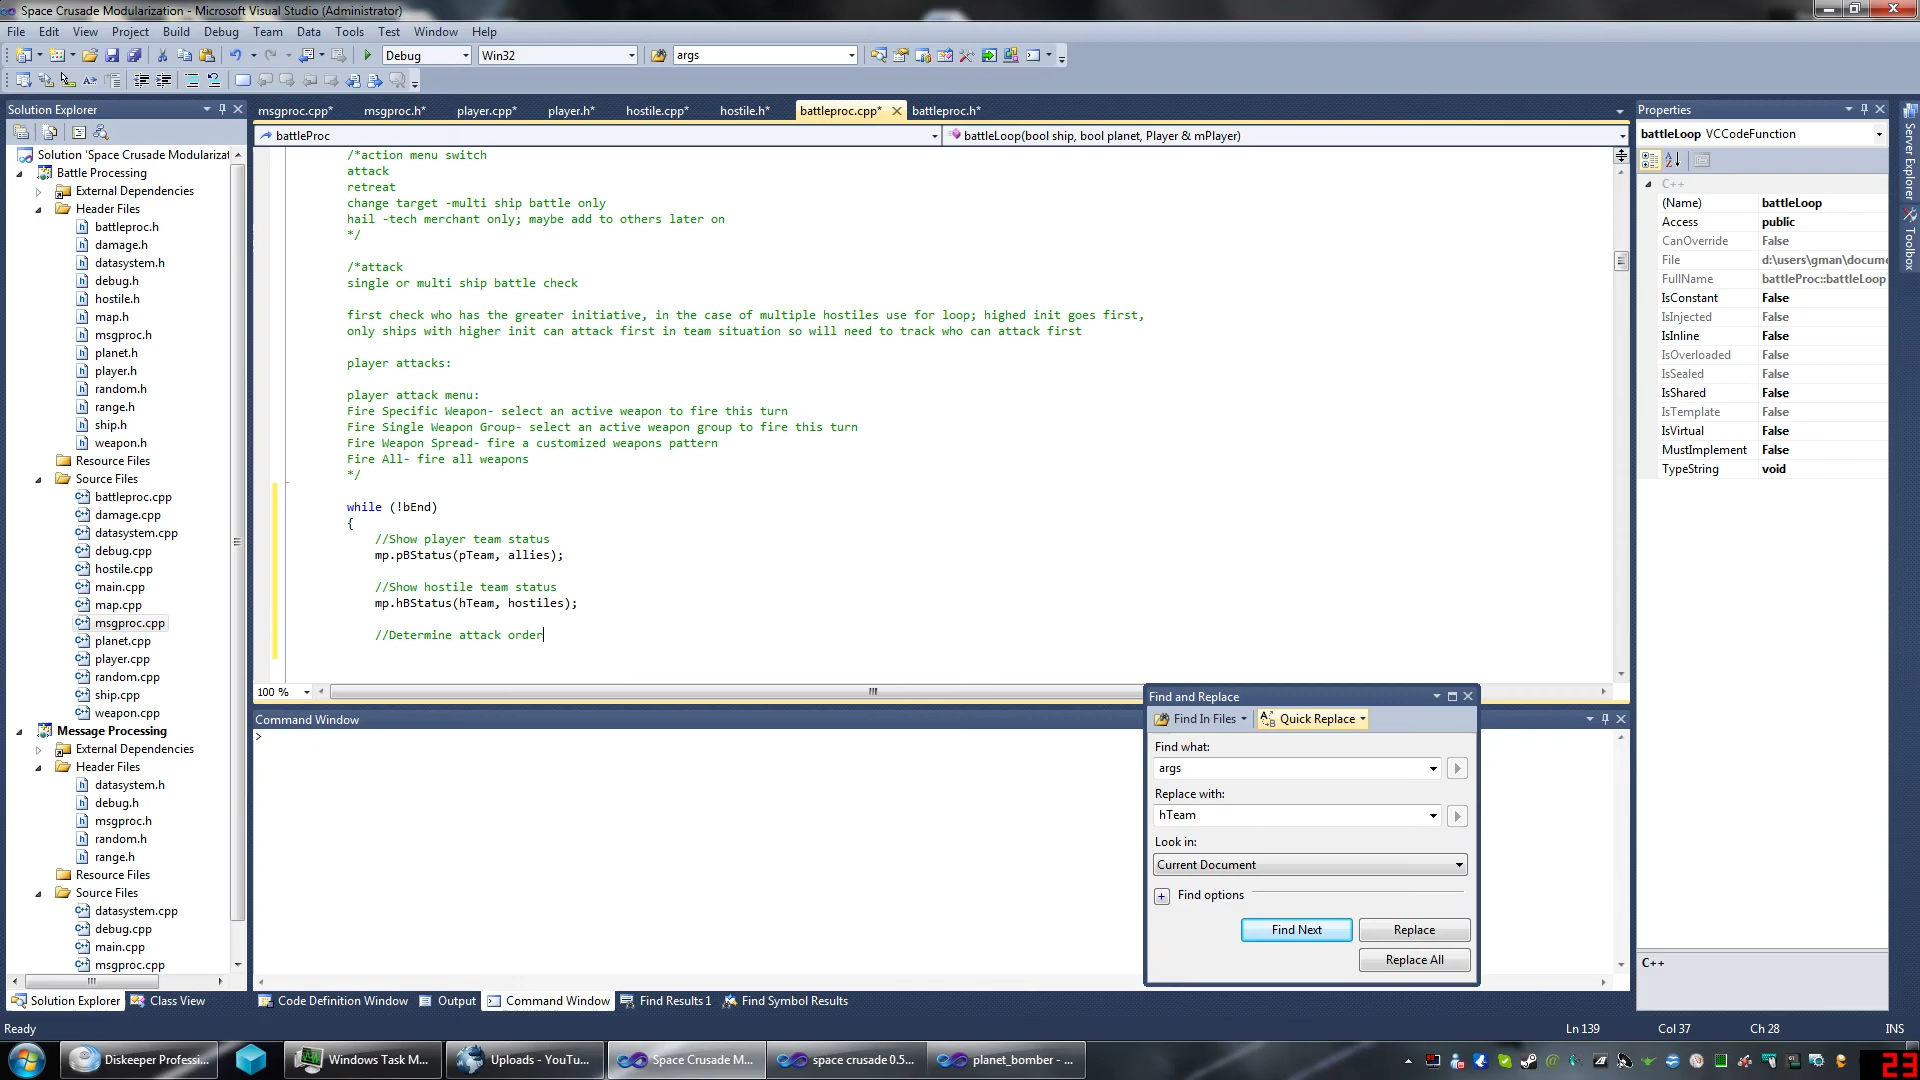 Space Crusade Modularization - Microsoft Visual Studio (Administrator)
File Edit View Project Build Debug Team Data Tools Test Window Help
Debug Win32 args
Solution Explorer
msgproc.cpp* msgproc.h* player.cpp* player.h* hostile.cpp* hostile.h* battleproc.cpp* battleproc.h*
battleProc battleLoop(bool ship, bool planet, Player & mPlayer)
Solution 'Space Crusade Modularizat
Battle Processing
External Dependencies
Header Files
battleproc.h
damage.h
datasystem.h
debug.h
hostile.h
map.h
msgproc.h
planet.h
player.h
random.h
range.h
ship.h
weapon.h
Resource Files
Source Files
battleproc.cpp
damage.cpp
datasystem.cpp
debug.cpp
hostile.cpp
main.cpp
map.cpp
msgproc.cpp
planet.cpp
player.cpp
random.cpp
ship.cpp
weapon.cpp
Message Processing
External Dependencies
Header Files
datasystem.h
debug.h
msgproc.h
random.h
range.h
Resource Files
Source Files
datasystem.cpp
debug.cpp
main.cpp
msgproc.cpp
Solution Explorer Class View
/*action menu switch
attack
retreat
change target -multi ship battle only
hail -tech merchant only; maybe add to others later on
*/
/*attack
single or multi ship battle check
first check who has the greater initiative, in the case of multiple hostiles use for loop; highed init goes first,
only ships with higher init can attack first in team situation so will need to track who can attack first
player attacks:
player attack menu:
Fire Specific Weapon- select an active weapon to fire this turn
Fire Single Weapon Group- select an active weapon group to fire this turn
Fire Weapon Spread- fire a customized weapons pattern
Fire All- fire all weapons
*/
while (!bEnd)
{
//Show player team status
mp.pBStatus(pTeam, allies);
//Show hostile team status
mp.hBStatus(hTeam, hostiles);
//Determine attack order
100 %
Command Window
>
Code Definition Window Output Command Window Find Results 1 Find Symbol Results
Find and Replace
Find In Files Quick Replace
Find what:
args
Replace with:
hTeam
Look in:
Current Document
Find options
Find Next Replace
Replace All
Properties
battleLoop VCCodeFunction
C++
(Name) battleLoop
Access public
CanOverride False
File d:\users\gman\docume
FullName battleProc::battleLoop
IsConstant False
IsInjected False
IsInline True
IsOverloaded False
IsSealed False
IsShared True
IsTemplate False
IsVirtual False
MustImplement False
TypeString void
C++
Server Explorer
Toolbox
Ready Ln 139 Col 37 Ch 28 INS
Diskeeper Professi... Windows Task M... Uploads - YouTu... Space Crusade M... space crusade 0.5... planet_bomber - ...
23